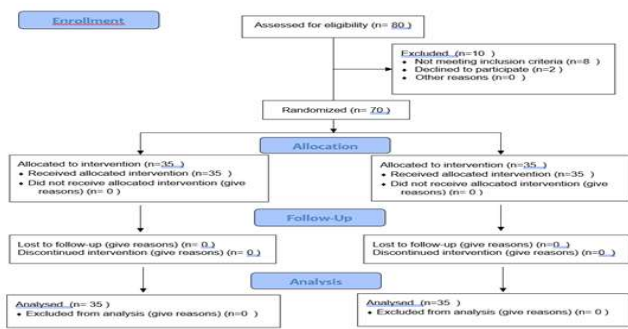 Enrollment
Assessed for eligibility (n= 80 )
Excluded (n=10 )
• Not meeting inclusion criteria (n=8 )
• Declined to participate (n=2 )
• Other reasons (n=0 )
Randomized (n= 70 )
Allocation
Allocated to intervention (n=35 )
• Received allocated intervention (n=35 )
• Did not receive allocated intervention (give
reasons) (n= 0 )
Allocated to intervention (n=35 )
• Received allocated intervention (n=35 )
• Did not receive allocated intervention (give
reasons) (n= 0 )
Follow-Up
Lost to follow-up (give reasons) (n= 0 )
Discontinued intervention (give reasons) (n= 0 )
Lost to follow-up (give reasons) (n=0 )
Discontinued intervention (give reasons) (n=0 )
Analysis
Analysed (n= 35 )
• Excluded from analysis (give reasons) (n=0 )
Analysed (n=35 )
• Excluded from analysis (give reasons) (n= 0 )